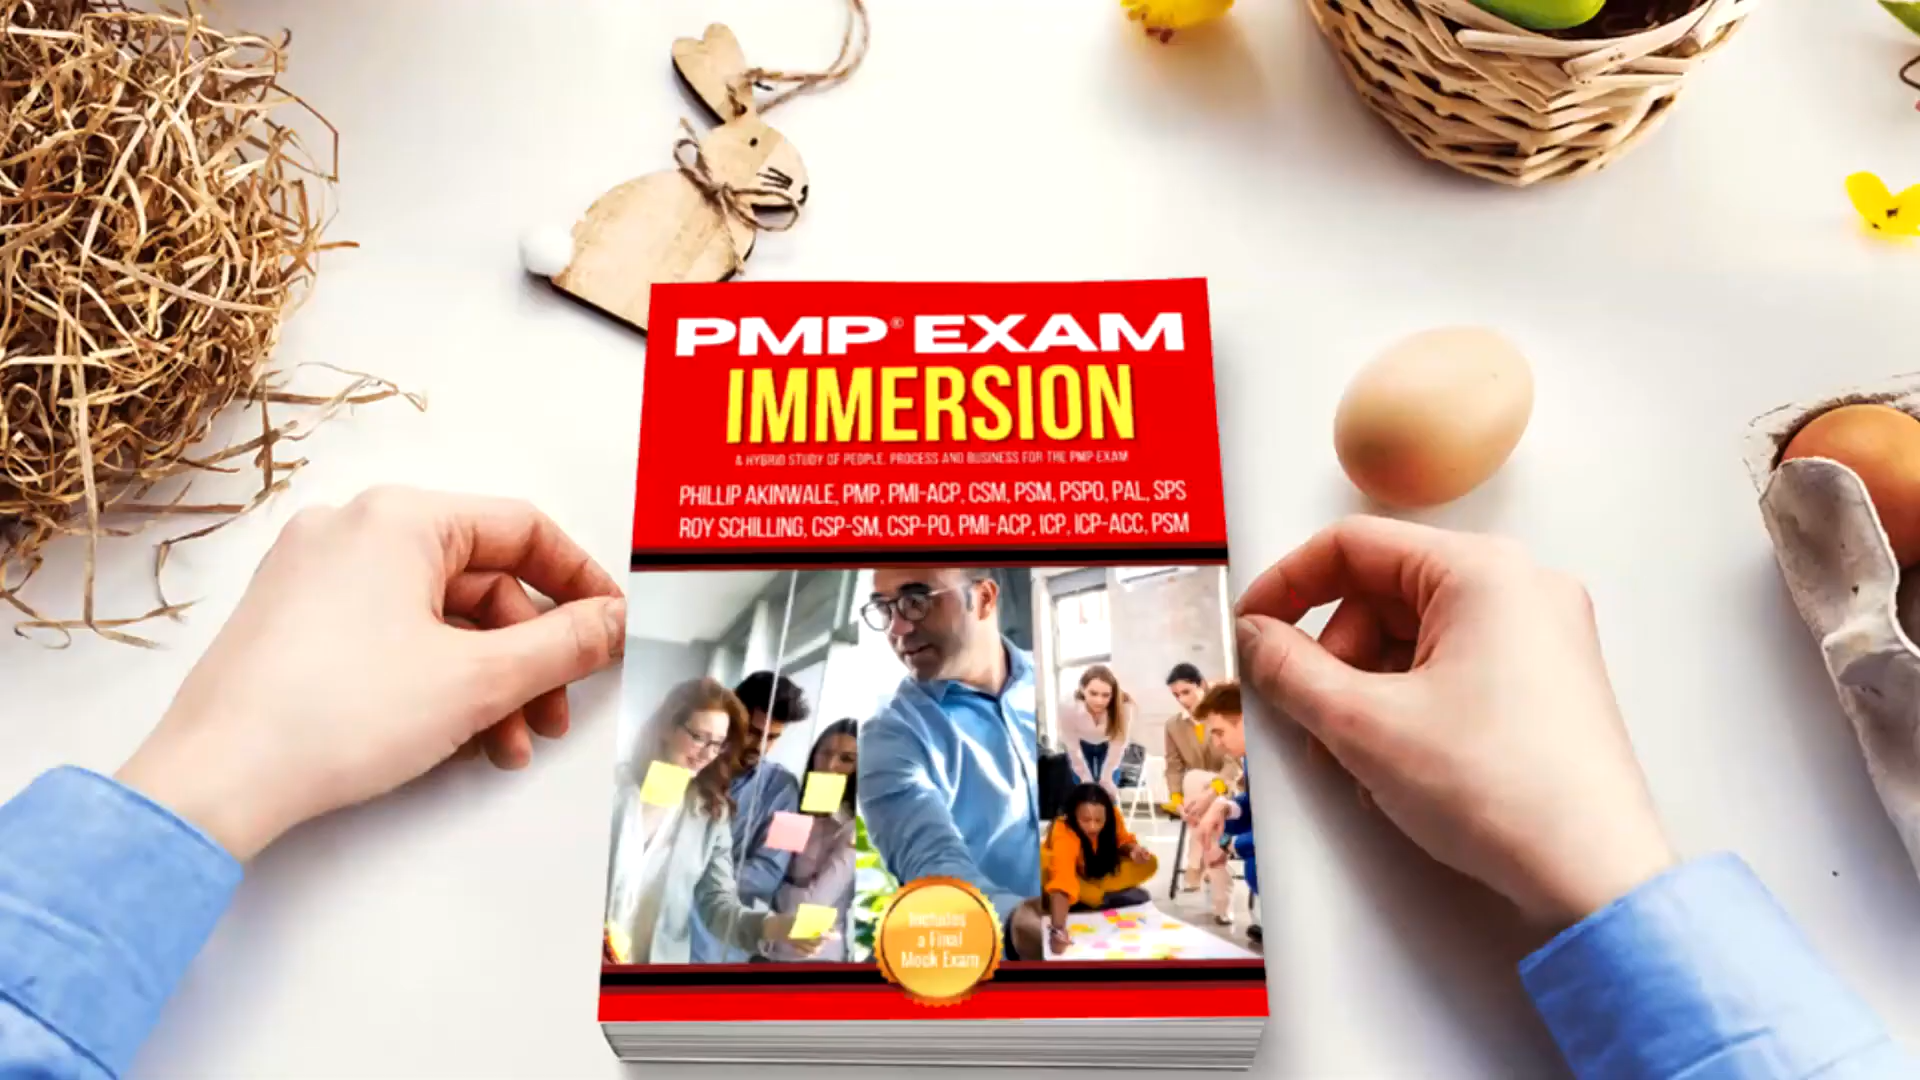 PMP® EXAM
IMMERSION
A HYBRID STUDY OF PEOPLE, PROCESS AND BUSINESS FOR THE PMP EXAM
PHILLIP AKINWALE, PMP, PMI-ACP, CSM, PSM, PSPO, PAL, SPS
ROY SCHILLING, CSP-SM, CSP-PO, PMI-ACP, ICP, ICP-ACC, PSM
Includes
a Final
Mock Exam